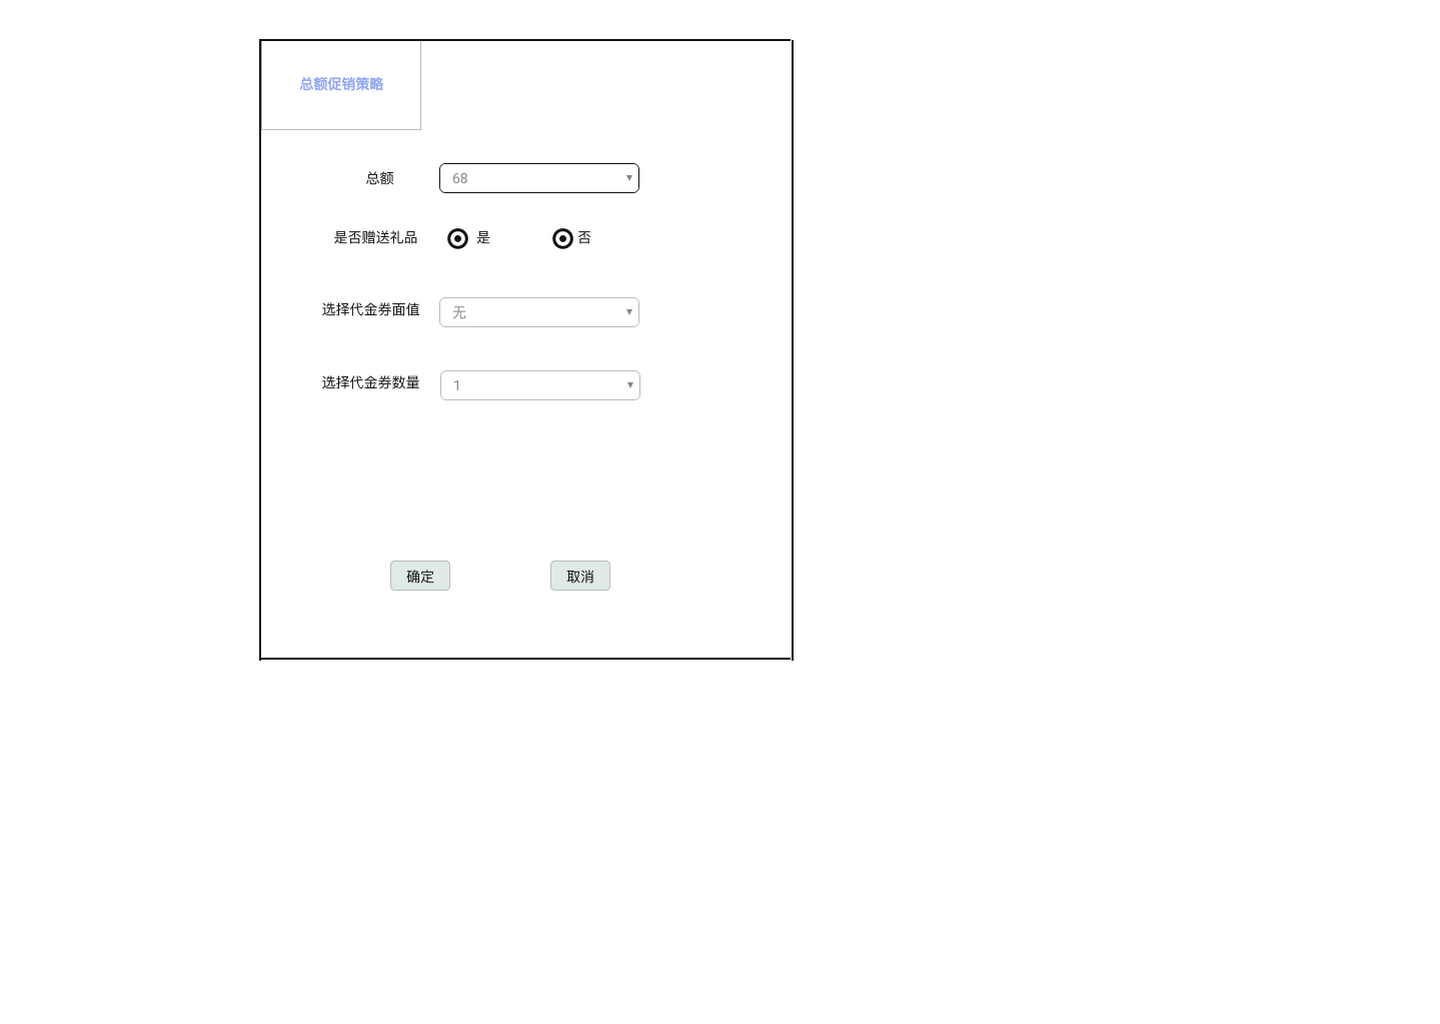 总额促销策略
总额 68
是否赠送礼品 是 否
选择代金券面值 无
选择代金券数量 1
确定 取消